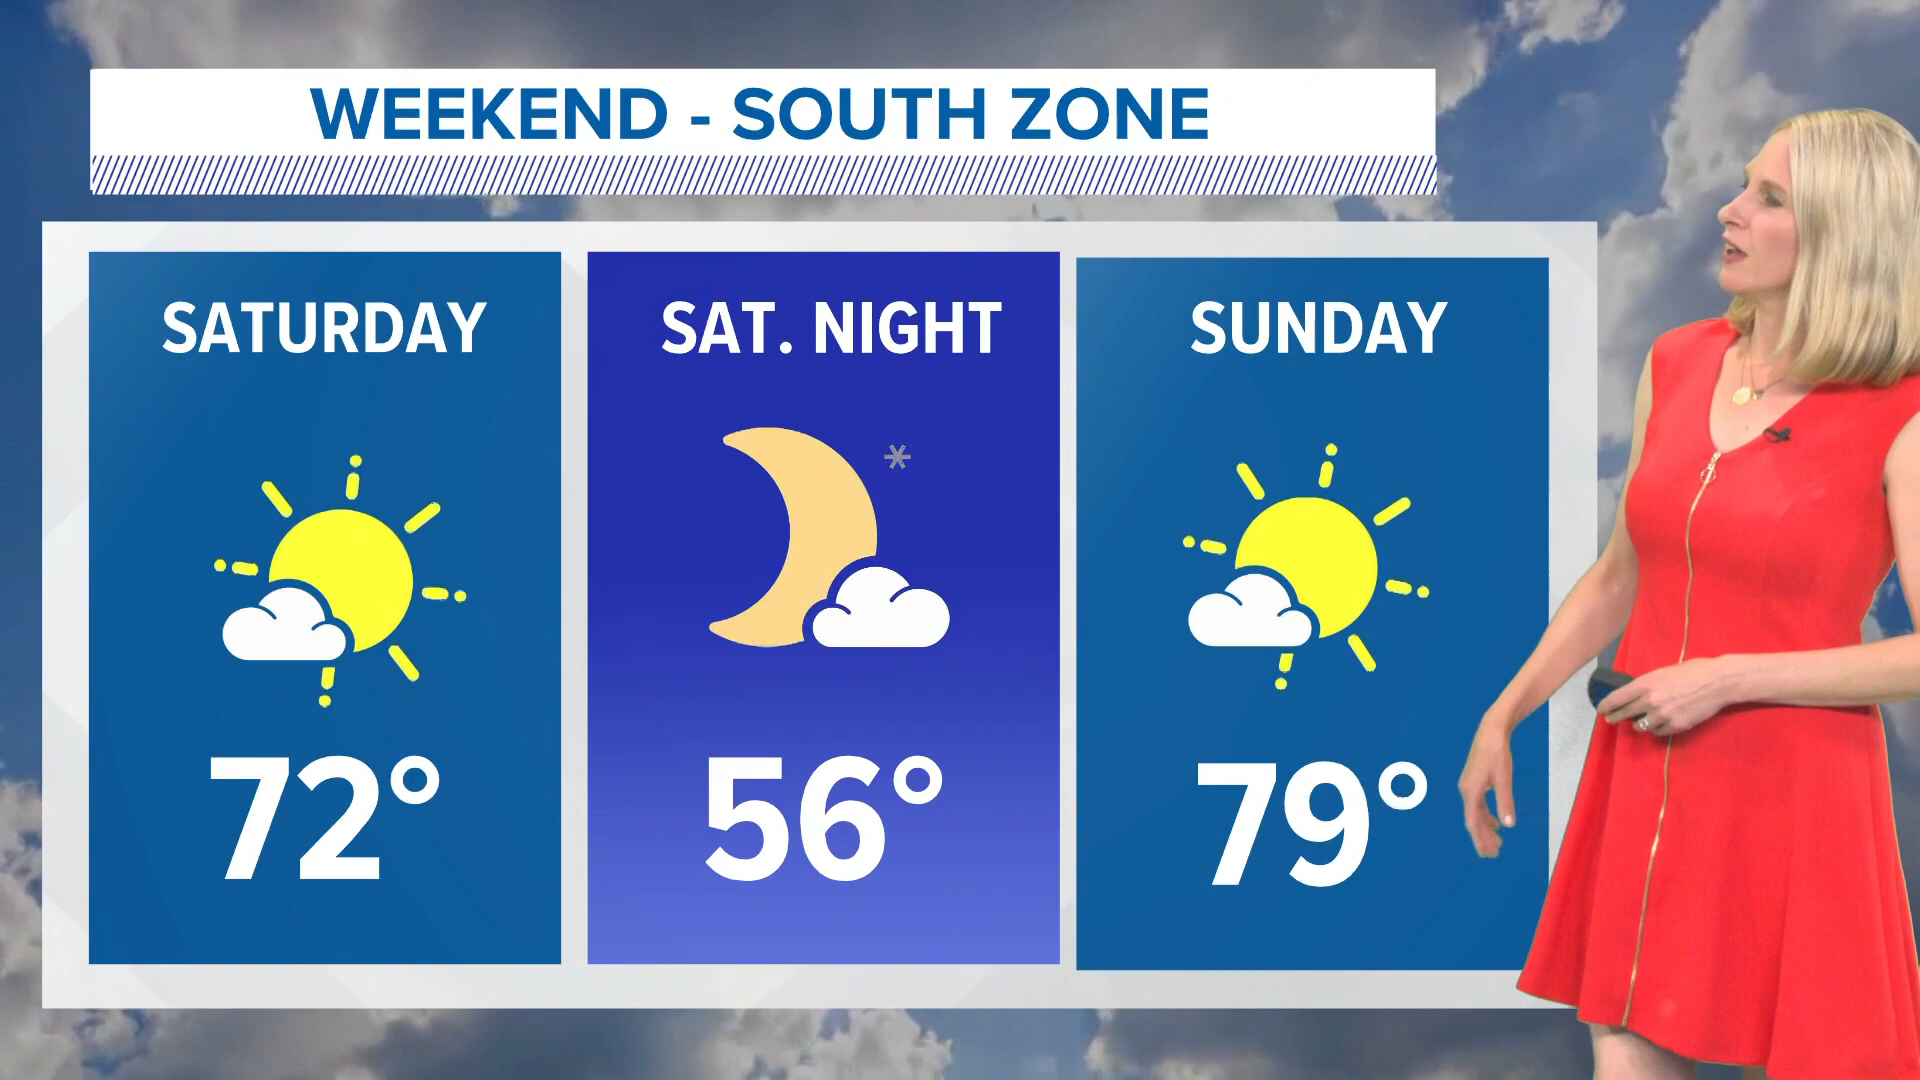 WEEKEND - SOUTH ZONE
SATURDAY
72°
SAT. NIGHT
56°
SUNDAY
79°